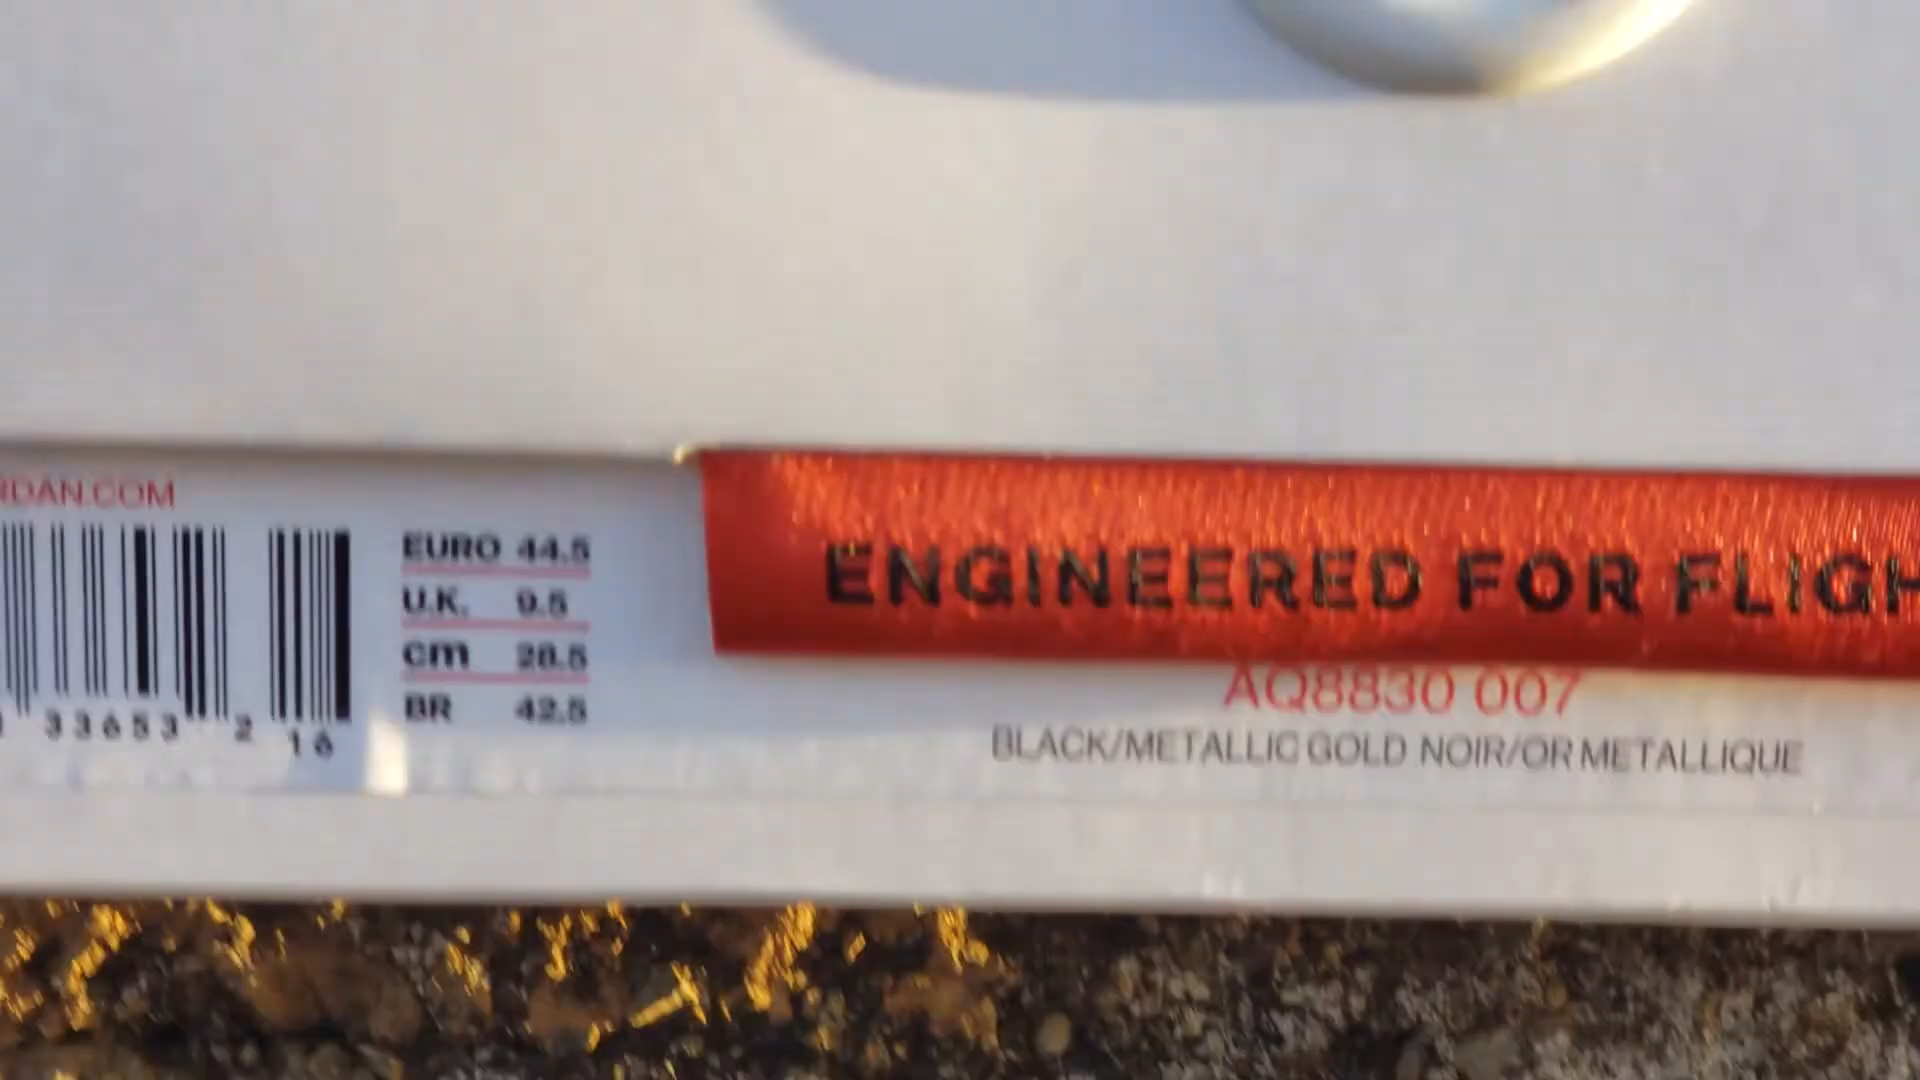 RDAN.COM
33653 2 16
EURO 44.5
U.K. 9.5
cm 28.5
BR 42.5
ENGINEERED FOR FLIGH
AQ8830 007
BLACK/METALLIC GOLD NOIR/OR METALLIQUE